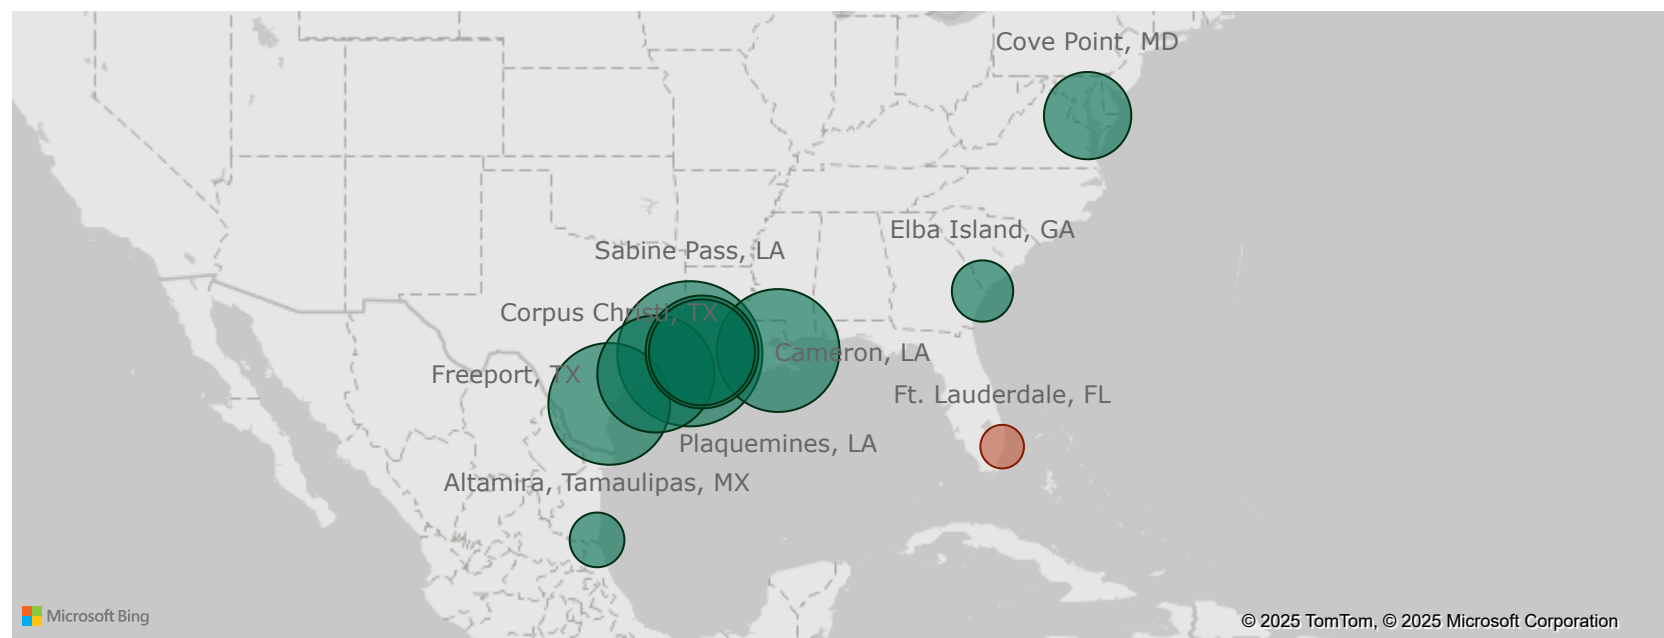 Cove Point, MD
Elba Island, GA
Sabine Pass, LA
Corpus Christi, TX
Cameron, LA
Freeport, TX
Ft. Lauderdale, FL
Plaquemines, LA
Altamira, Tamaulipas, MX
Microsoft Bing
© 2025 TomTom, © 2025 Microsoft Corporation